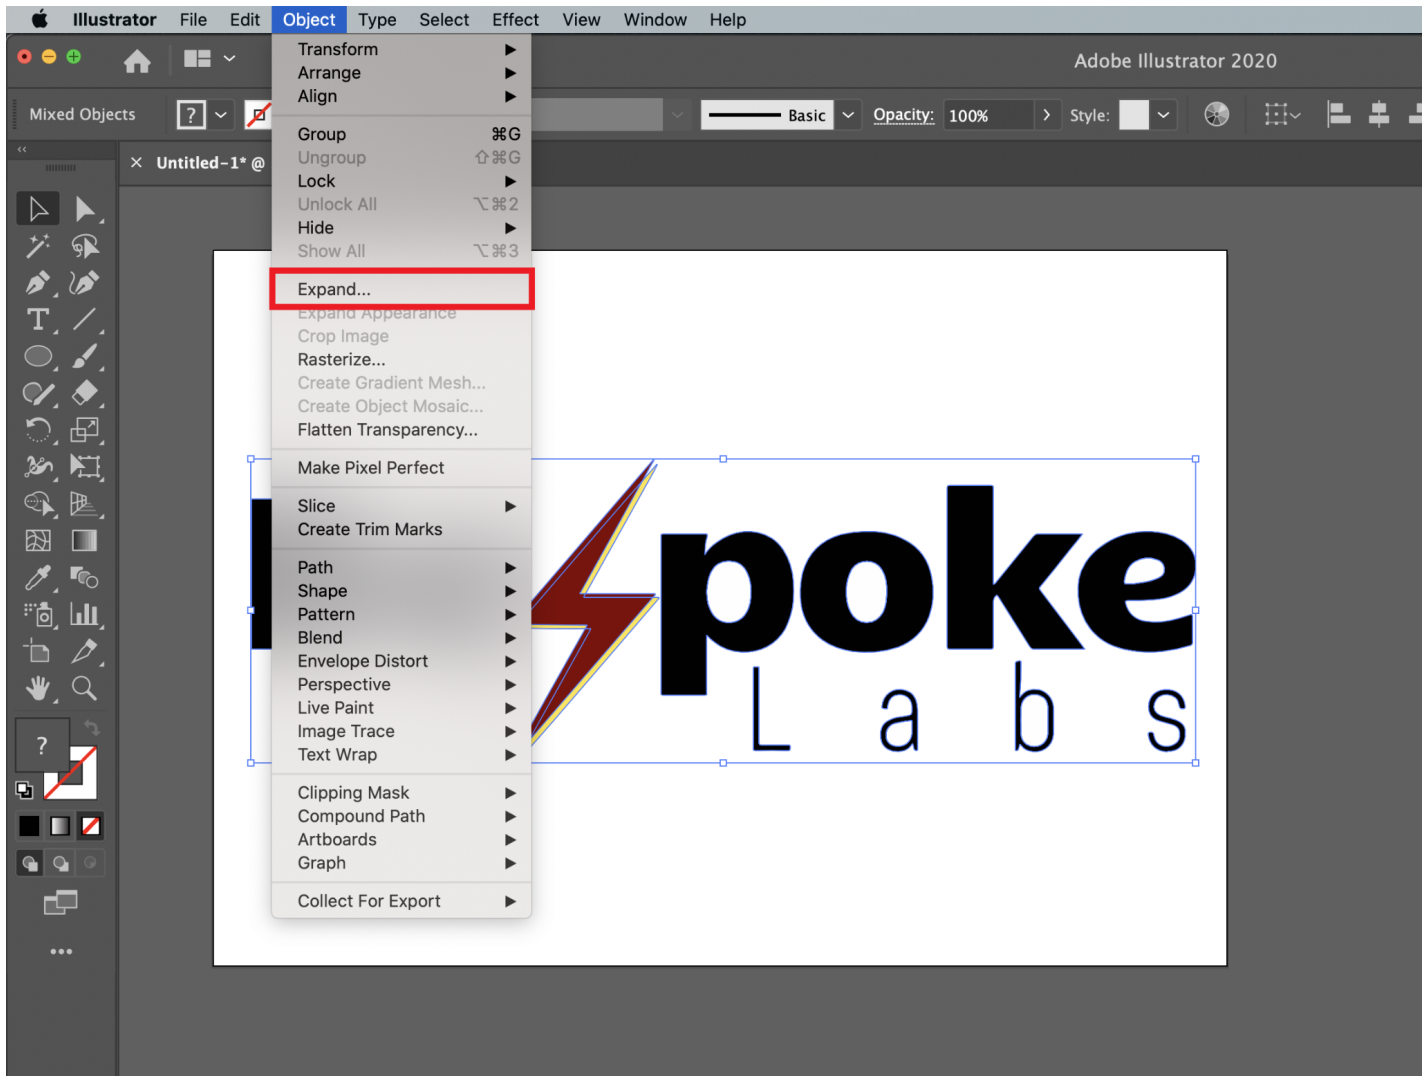 Illustrator File Edit Object Type Select Effect View Window Help
Adobe Illustrator 2020
Mixed Objects ? Basic Opacity: 100% Style:
× Untitled-1* @
Transform
Arrange
Align
Group ⌘G
Ungroup ⇧⌘G
Lock
Unlock All ⌥⌘2
Hide
Show All ⌥⌘3
Expand...
Expand Appearance
Crop Image
Rasterize...
Create Gradient Mesh...
Create Object Mosaic...
Flatten Transparency...
Make Pixel Perfect
Slice
Create Trim Marks
Path
Shape
Pattern
Blend
Envelope Distort
Perspective
Live Paint
Image Trace
Text Wrap
Clipping Mask
Compound Path
Artboards
Graph
Collect For Export
poke
Labs
?